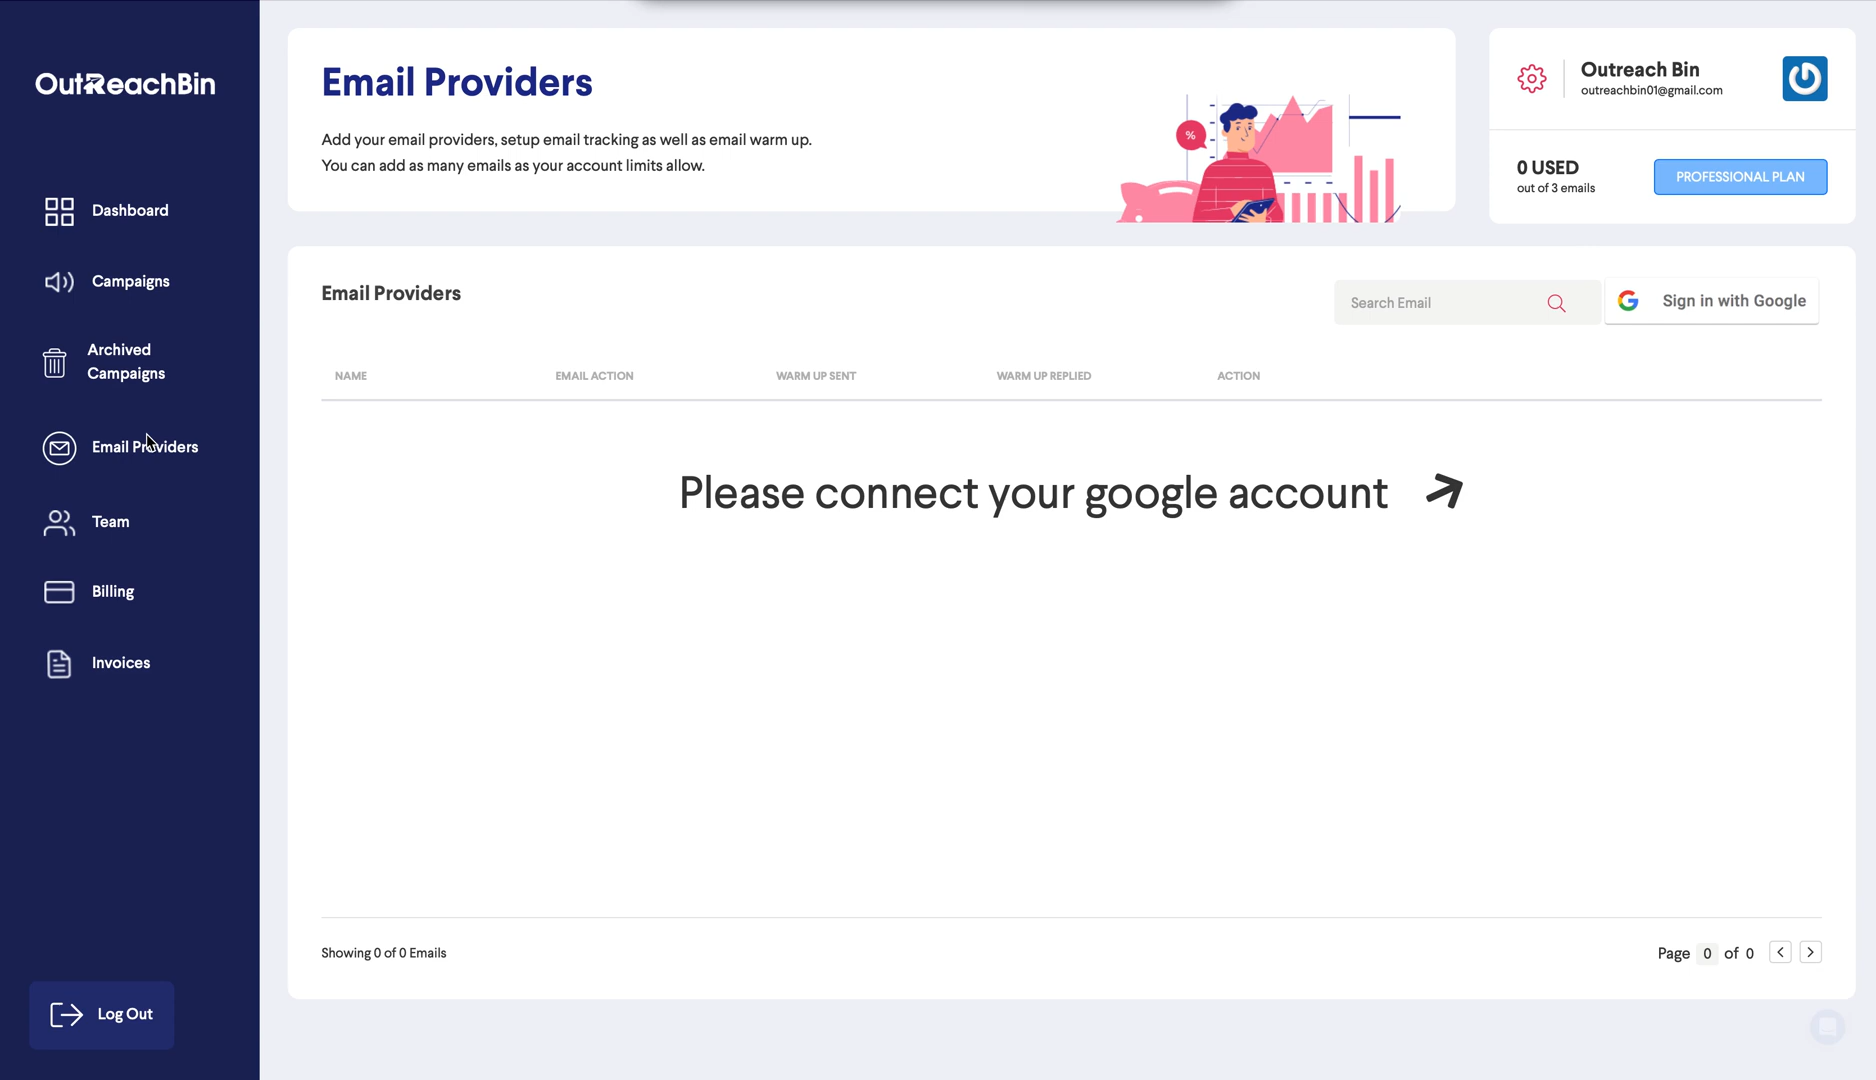 OutReachBin
Dashboard
Campaigns
Archived
Campaigns
Email Providers
Team
Billing
Invoices
Log Out
Email Providers
Add your email providers, setup email tracking as well as email warm up.
You can add as many emails as your account limits allow.
%
Outreach Bin
outreachbin01@gmail.com
0 USED
out of 3 emails
PROFESSIONAL PLAN
Email Providers
Search Email
Sign in with Google
NAME EMAIL ACTION WARM UP SENT WARM UP REPLIED ACTION
Please connect your google account
Showing 0 of 0 Emails
Page 0 of 0